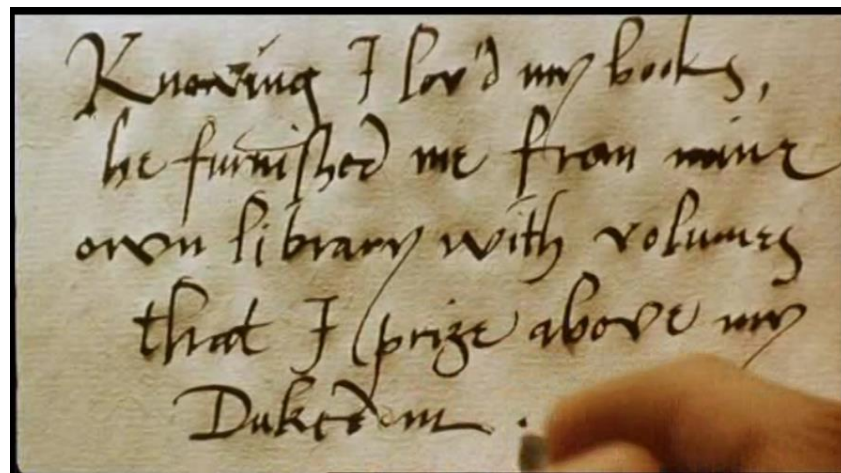 Knowing I lov'd my books,
he furnished me from mine
own library with volumes
that I prize above my
Dukedom .